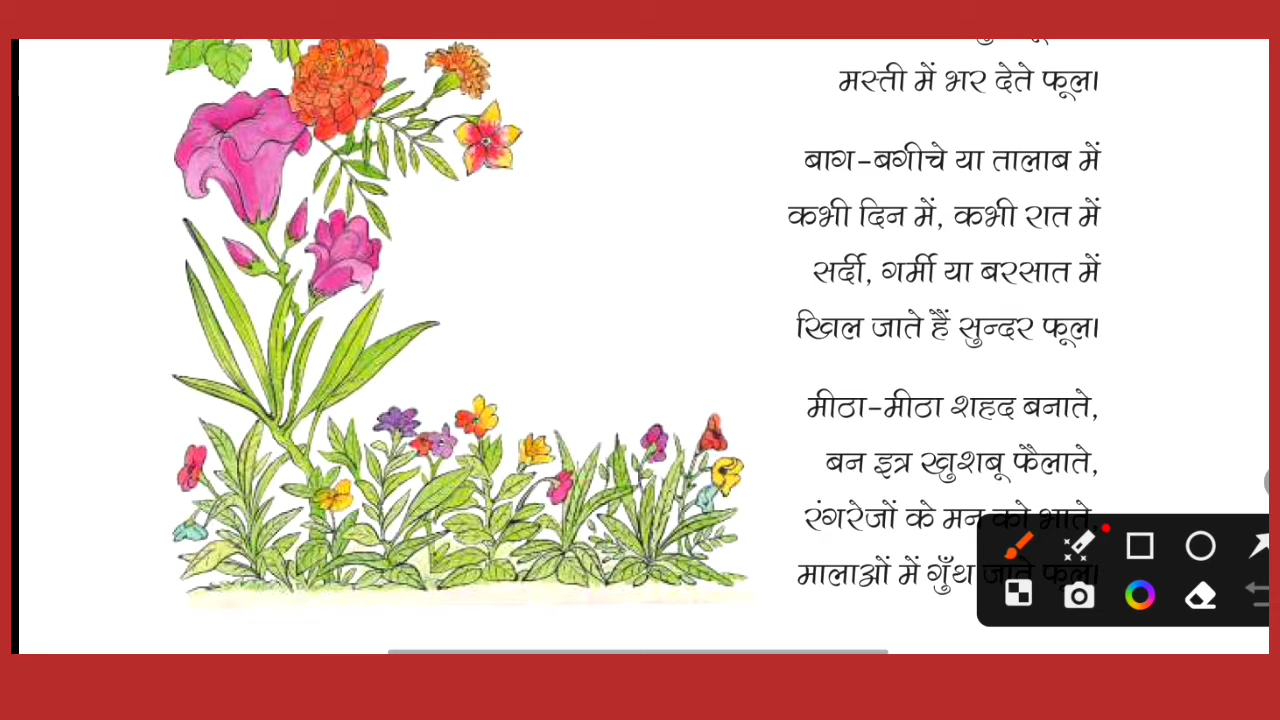 मस्ती में भर देते फूल।
बाग-बगीचे या तालाब में
कभी दिन में, कभी रात में
सर्दी, गर्मी या बरसात में
खिल जाते हैं सुन्दर फूल।
मीठा-मीठा शहद बनाते,
बन इत्र खुशबू फैलाते,
रंगरेजों के मन को भाते,
मालाओं में गुँथ जाते फूल।